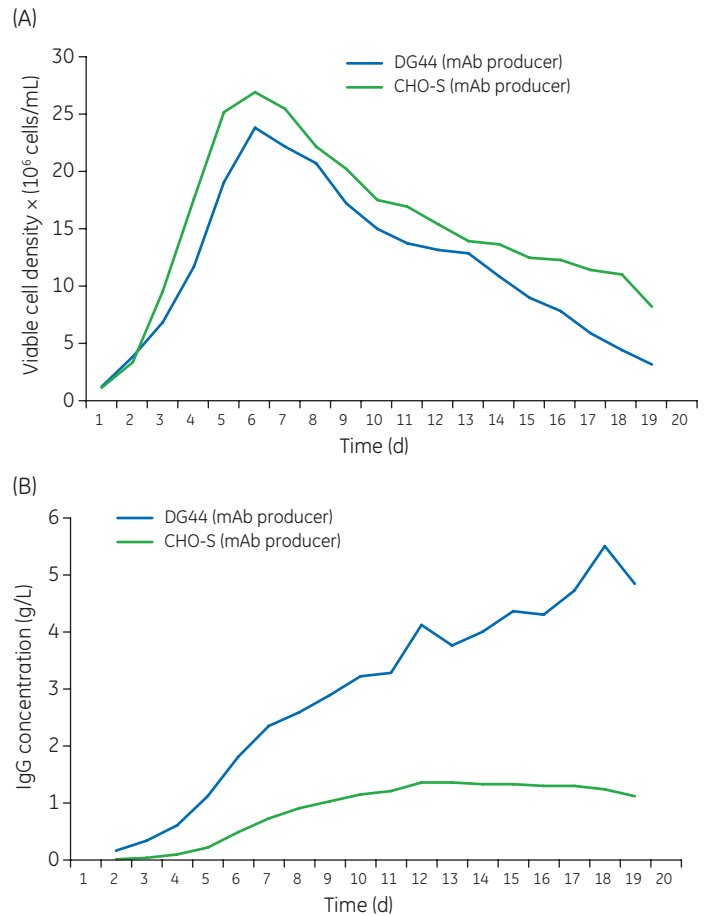 (A)
DG44 (mAb producer)
CHO-S (mAb producer)
Viable cell density × (10⁶ cells/mL)
30
25
20
15
10
5
0
1 2 3 4 5 6 7 8 9 10 11 12 13 14 15 16 17 18 19 20
Time (d)
(B)
DG44 (mAb producer)
CHO-S (mAb producer)
IgG concentration (g/L)
6
5
4
3
2
1
0
1 2 3 4 5 6 7 8 9 10 11 12 13 14 15 16 17 18 19 20
Time (d)